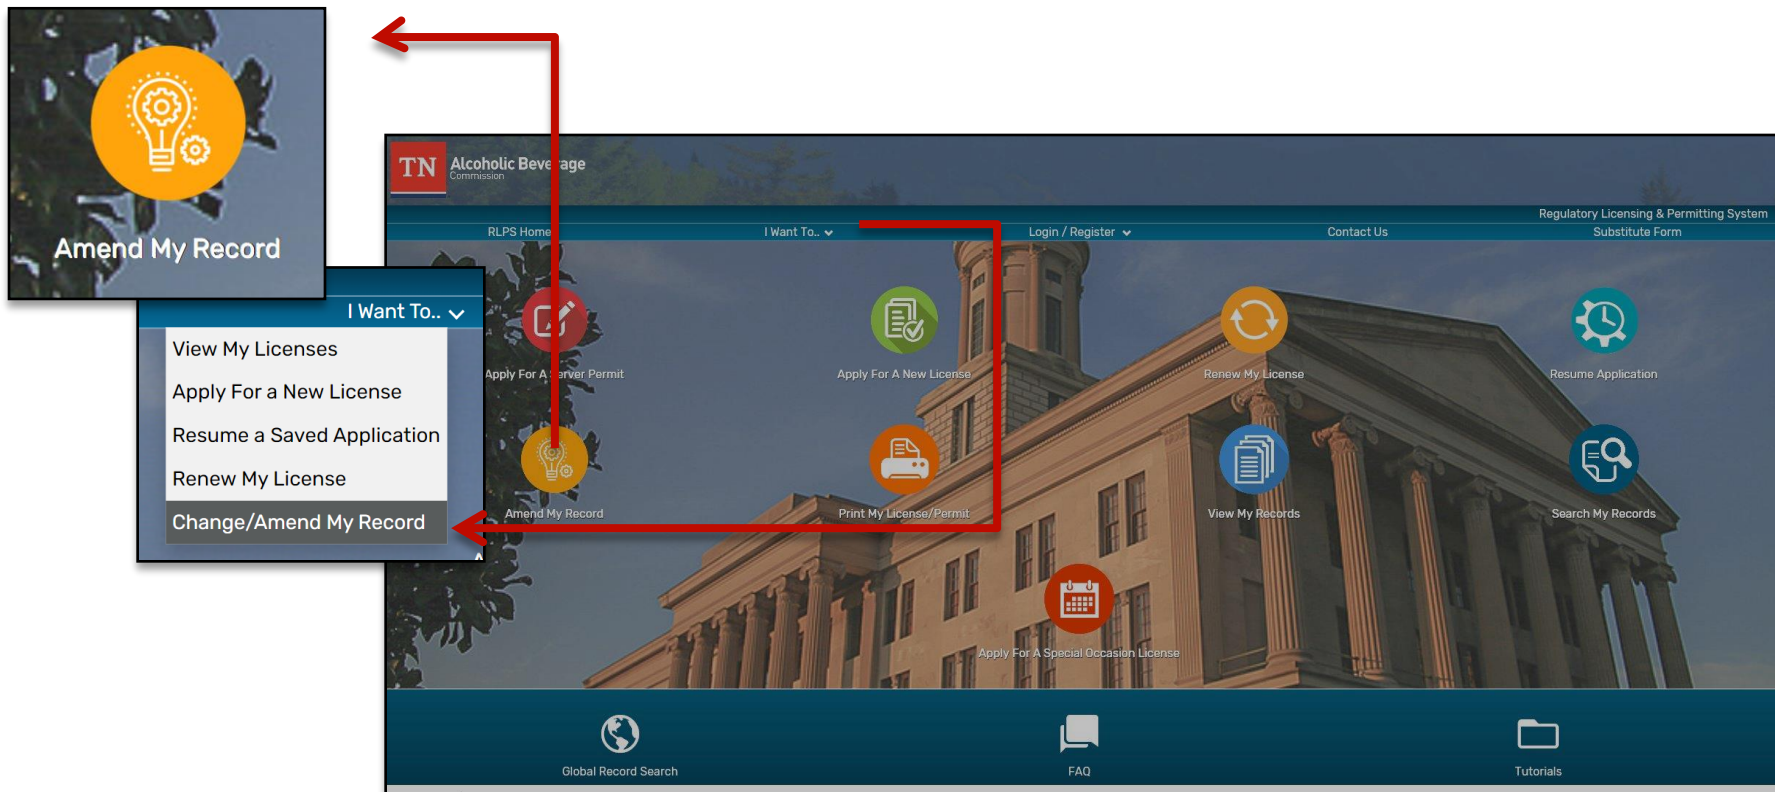 Amend My Record
I Want To..
View My Licenses
Apply For a New License
Resume a Saved Application
Renew My License
Change/Amend My Record
TN
Alcoholic Beverage
Commission
Regulatory Licensing & Permitting System
RLPS Home
I Want To..
Login / Register
Contact Us
Substitute Form
Apply For A Server Permit
Apply For A New License
Renew My License
Resume Application
Amend My Record
Print My License/Permit
View My Records
Search My Records
Apply For A Special Occasion License
Global Record Search
FAQ
Tutorials